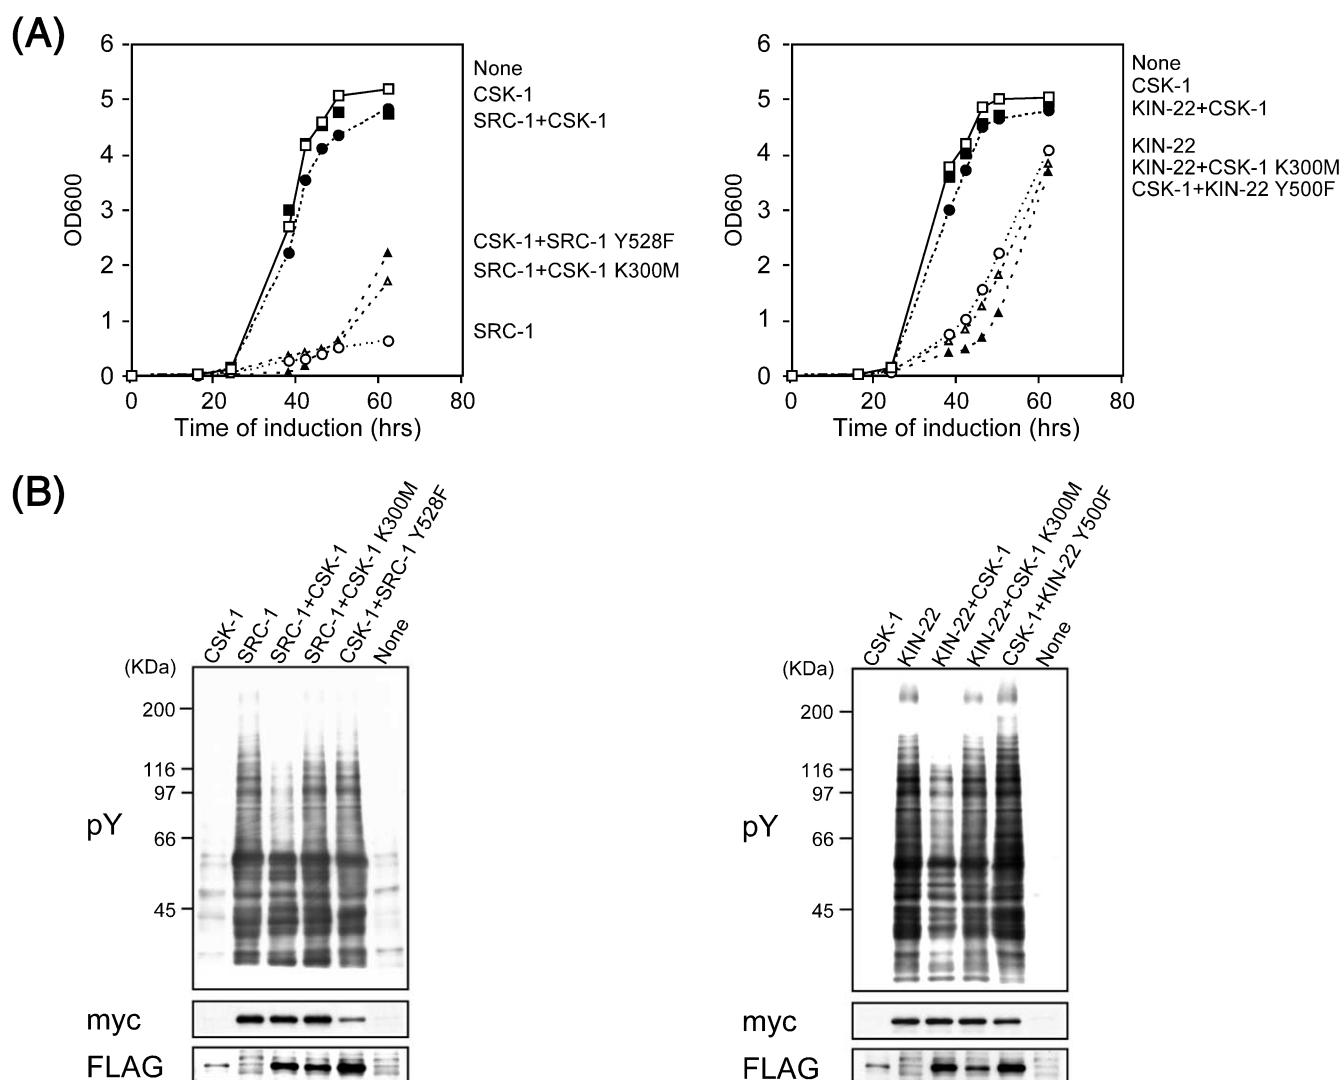 (A)
6
5
4
3
2
1
0
OD600
0
20
40
60
80
Time of induction (hrs)
None
CSK-1
SRC-1+CSK-1
CSK-1+SRC-1 Y528F
SRC-1+CSK-1 K300M
SRC-1
6
5
4
3
2
1
0
OD600
0
20
40
60
80
Time of induction (hrs)
None
CSK-1
KIN-22+CSK-1
KIN-22
KIN-22+CSK-1 K300M
CSK-1+KIN-22 Y500F
(B)
CSK-1
SRC-1
SRC-1+CSK-1
SRC-1+CSK-1 K300M
CSK-1+SRC-1 Y528F
None
(KDa)
200
116
97
66
45
pY
myc
FLAG
CSK-1
KIN-22
KIN-22+CSK-1
KIN-22+CSK-1 K300M
CSK-1+KIN-22 Y500F
None
(KDa)
200
116
97
66
45
pY
myc
FLAG